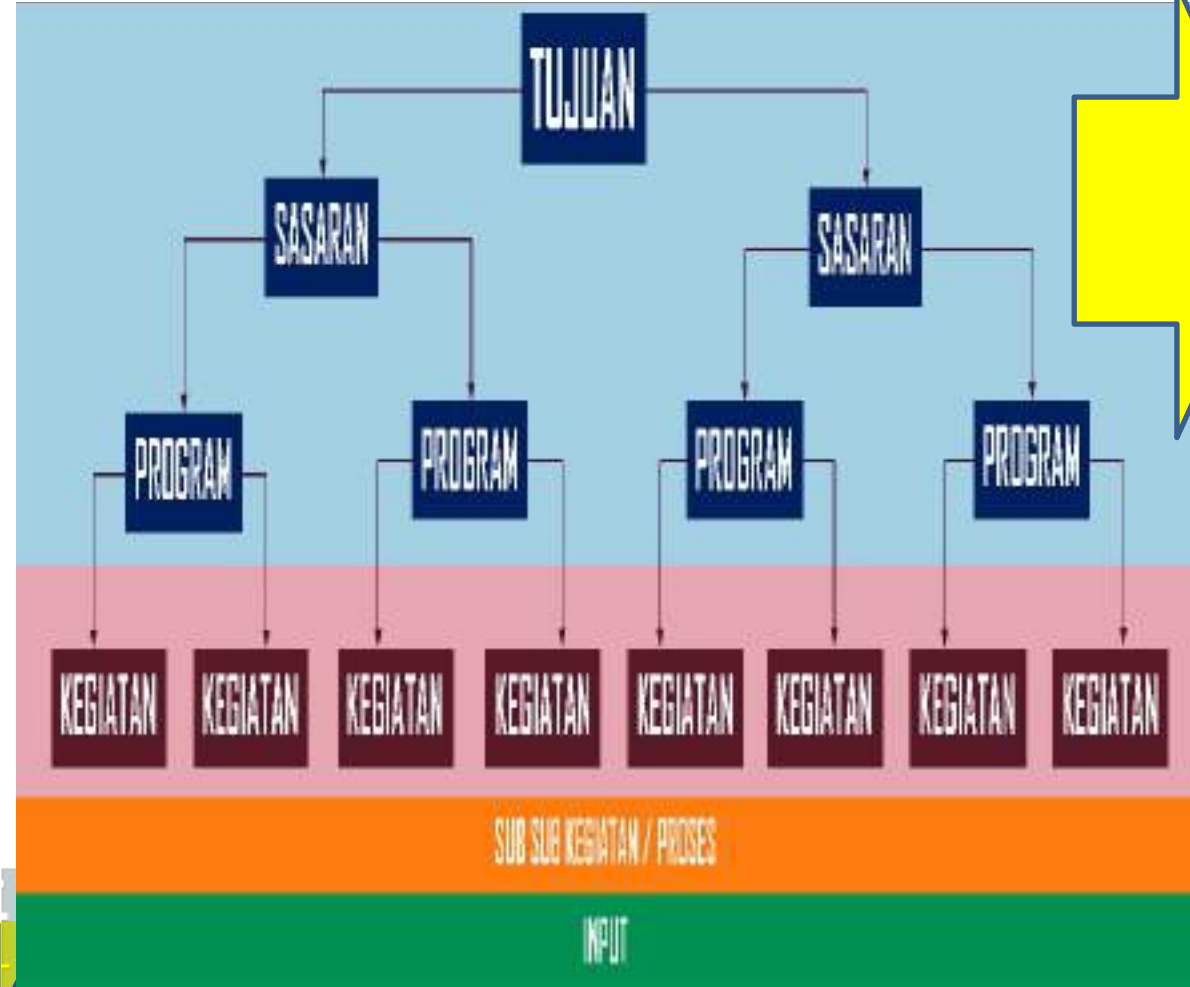 TUJUAN
SASARAN
SASARAN
PROGRAM
PROGRAM
PROGRAM
PROGRAM
KEGIATAN
KEGIATAN
KEGIATAN
KEGIATAN
KEGIATAN
KEGIATAN
KEGIATAN
KEGIATAN
SUB SUB KEGIATAN / PROSES
INPUT